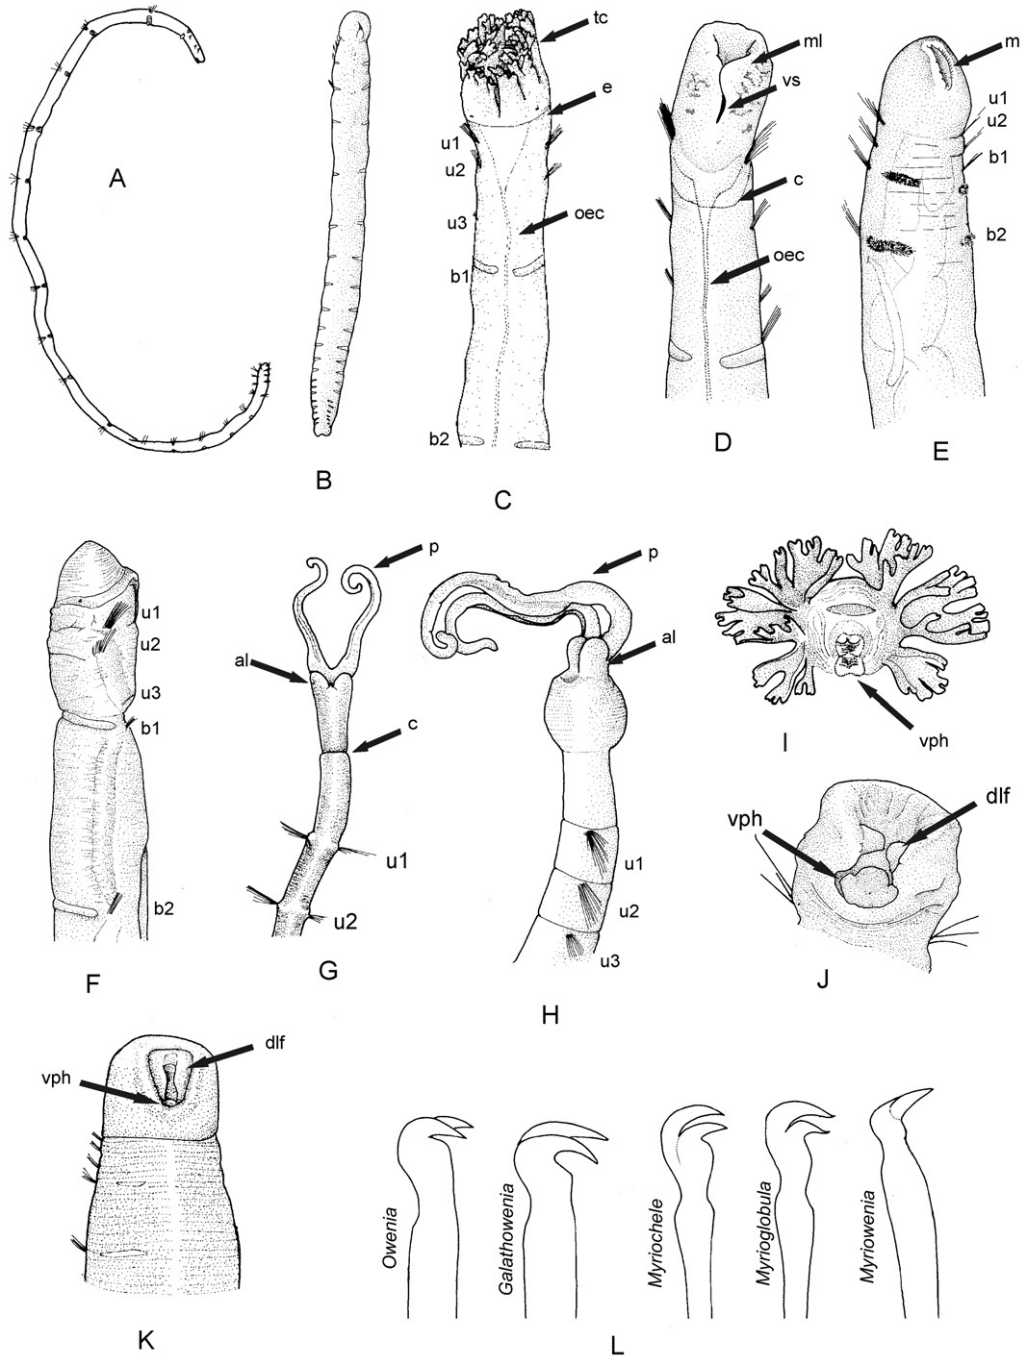 A
B
tc
e
u1
u2
u3
oec
b1
b2
C
ml
vs
c
oec
D
m
u1
u2
b1
b2
E
u1
u2
u3
b1
b2
F
p
al
c
u1
u2
G
p
al
u1
u2
u3
H
I
vph
vph
dlf
J
vph
dlf
K
Owenia
Galathowenia
Myriochele
Myrioglobula
Myriowenia
L